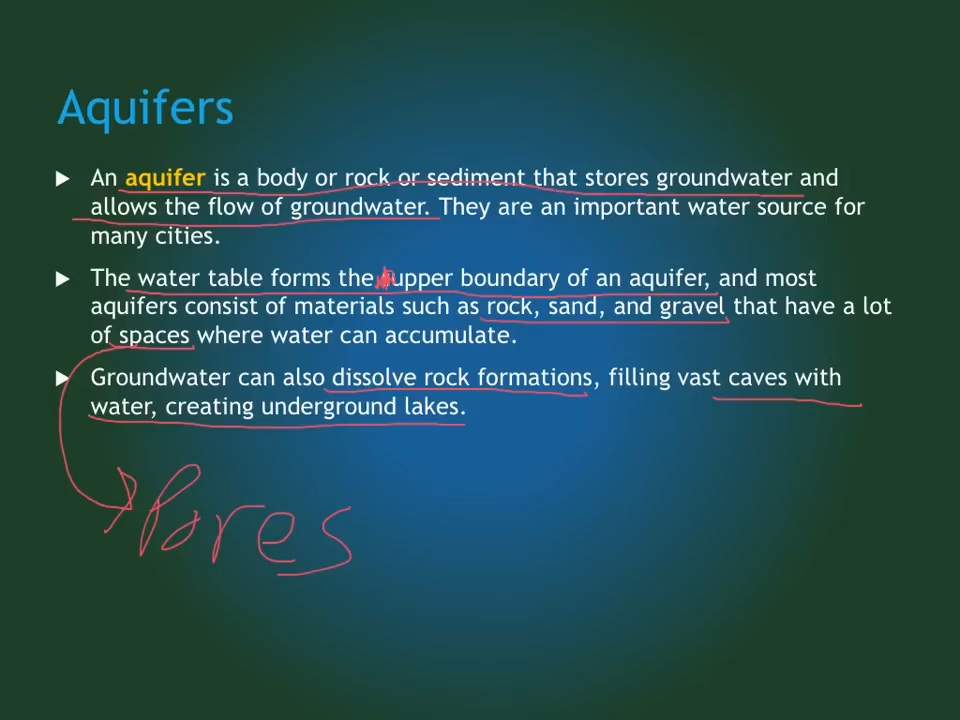 Aquifers
An aquifer is a body or rock or sediment that stores groundwater and
allows the flow of groundwater. They are an important water source for
many cities.
The water table forms the upper boundary of an aquifer, and most
aquifers consist of materials such as rock, sand, and gravel that have a lot
of spaces where water can accumulate.
Groundwater can also dissolve rock formations, filling vast caves with
water, creating underground lakes.
Pores